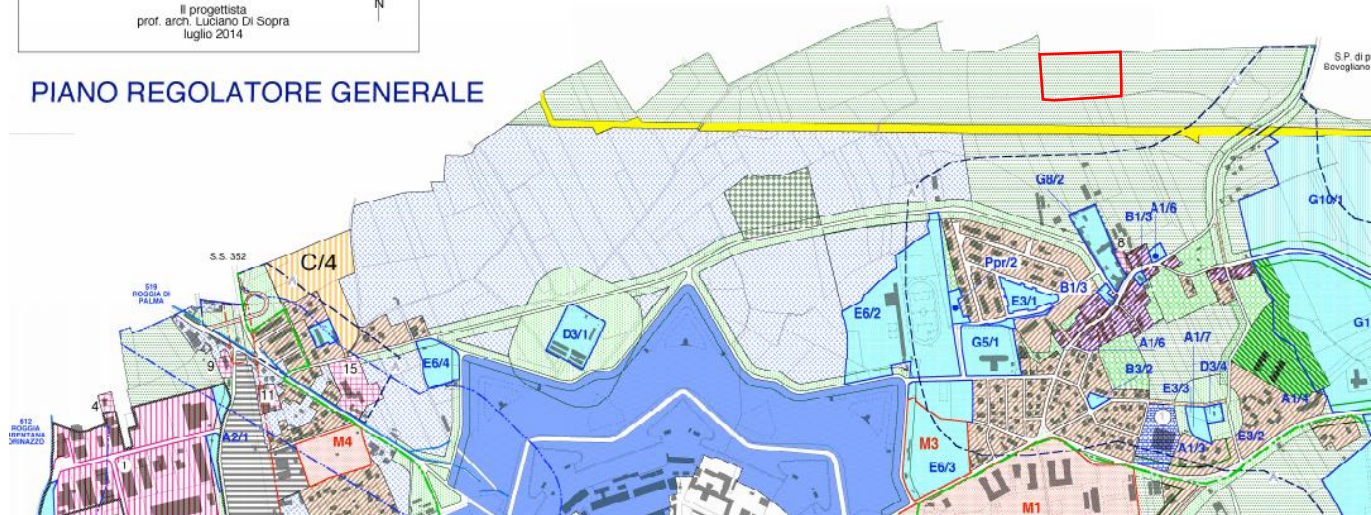 Il progettista
prof. arch. Luciano Di Sopra
luglio 2014
N
PIANO REGOLATORE GENERALE
S.P. di p
G8/2
B1/3
A1/6
8
G10/1
S.S. 352
C/4
519
ROGGIA DI
PALMA
Ppr/2
B1/3
E3/1
E6/2
D3/1
G5/1
G1
A1/6
A1/7
E6/4
9
15
B3/2
D3/4
11
E3/3
A1/4
4
612
ROGGIA
A2/1
M4
M3
E6/3
A1/3
E3/2
M1